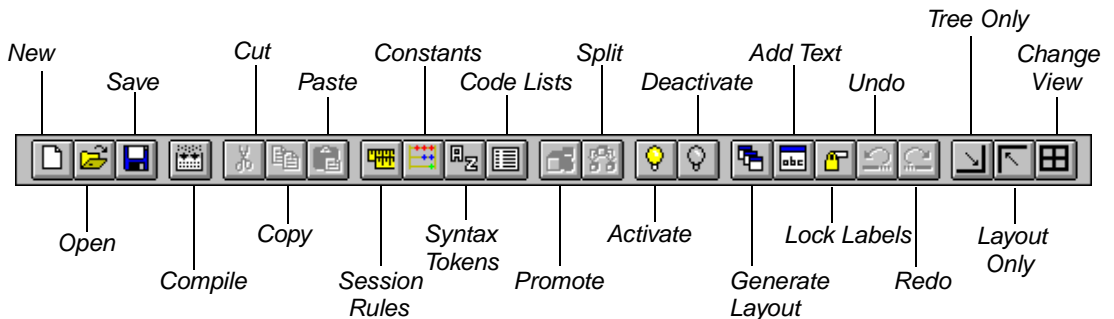 Tree Only
New
Cut
Constants
Split
Add Text
Change
View
Save
Paste
Code Lists
Deactivate
Undo
A
Z
abc
Open
Copy
Syntax
Tokens
Activate
Lock Labels
Layout
Only
Compile
Session
Rules
Promote
Generate
Layout
Redo